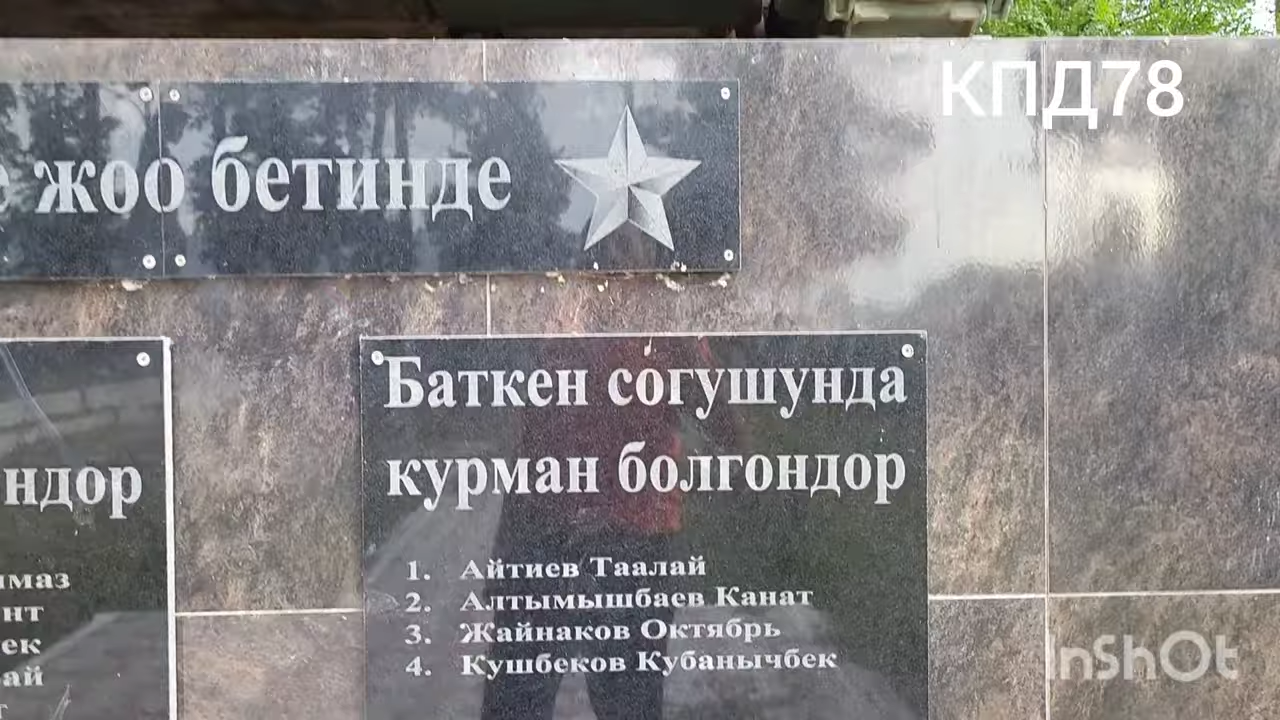 КПД78
жоо бетинде
Баткен согушунда
курман болгондор
1. Айтиев Таалай
2. Алтымышбаев Канат
3. Жайнаков Октябрь
4. Кушбеков Кубанычбек
InShOt